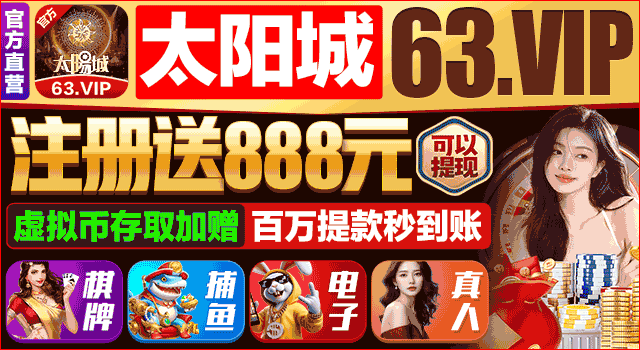 官方直营
官方
太阳城
63.VIP
太阳城
63.VIP
注册送888元
可以
提现
虚拟币存取加赠
百万提款秒到账
棋牌
捕鱼
电子
真人